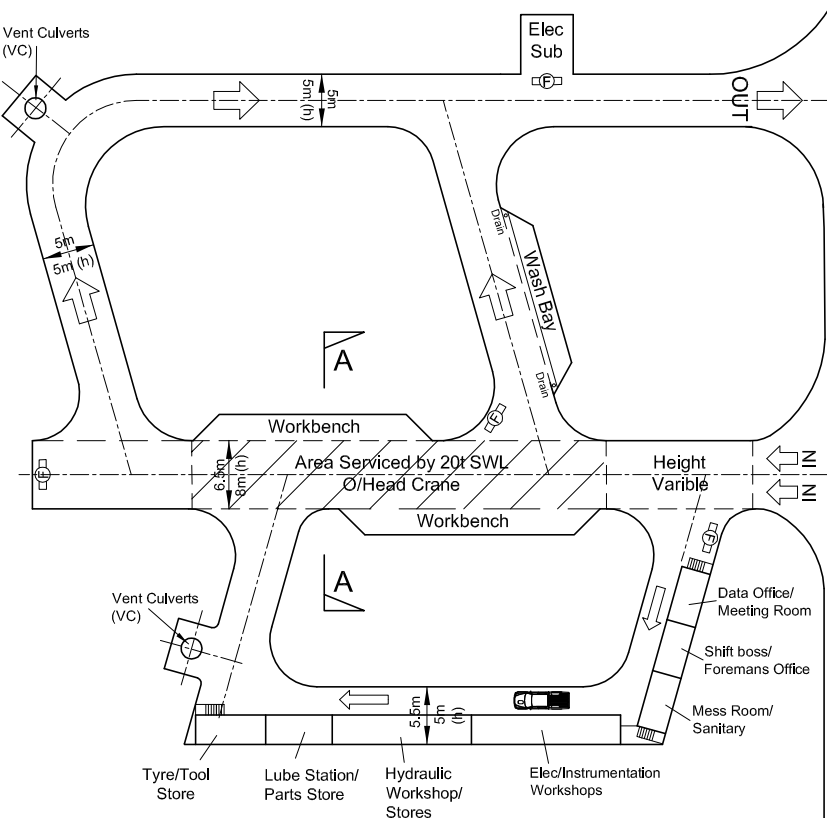 Vent Culverts
(VC)
Elec
Sub
F
5m
5m (h)
OUT
5m
5m (h)
Drain
Wash Bay
Drain
A
F
Workbench
F
6.5m
8m(h)
Area Serviced by 20t SWL
O/Head Crane
Height
Varible
IN
IN
Workbench
F
A
Vent Culverts
(VC)
Data Office/
Meeting Room
Shift boss/
Foremans Office
Mess Room/
Sanitary
5.5m
5m
(h)
Tyre/Tool
Store
Lube Station/
Parts Store
Hydraulic
Workshop/
Stores
Elec/Instrumentation
Workshops